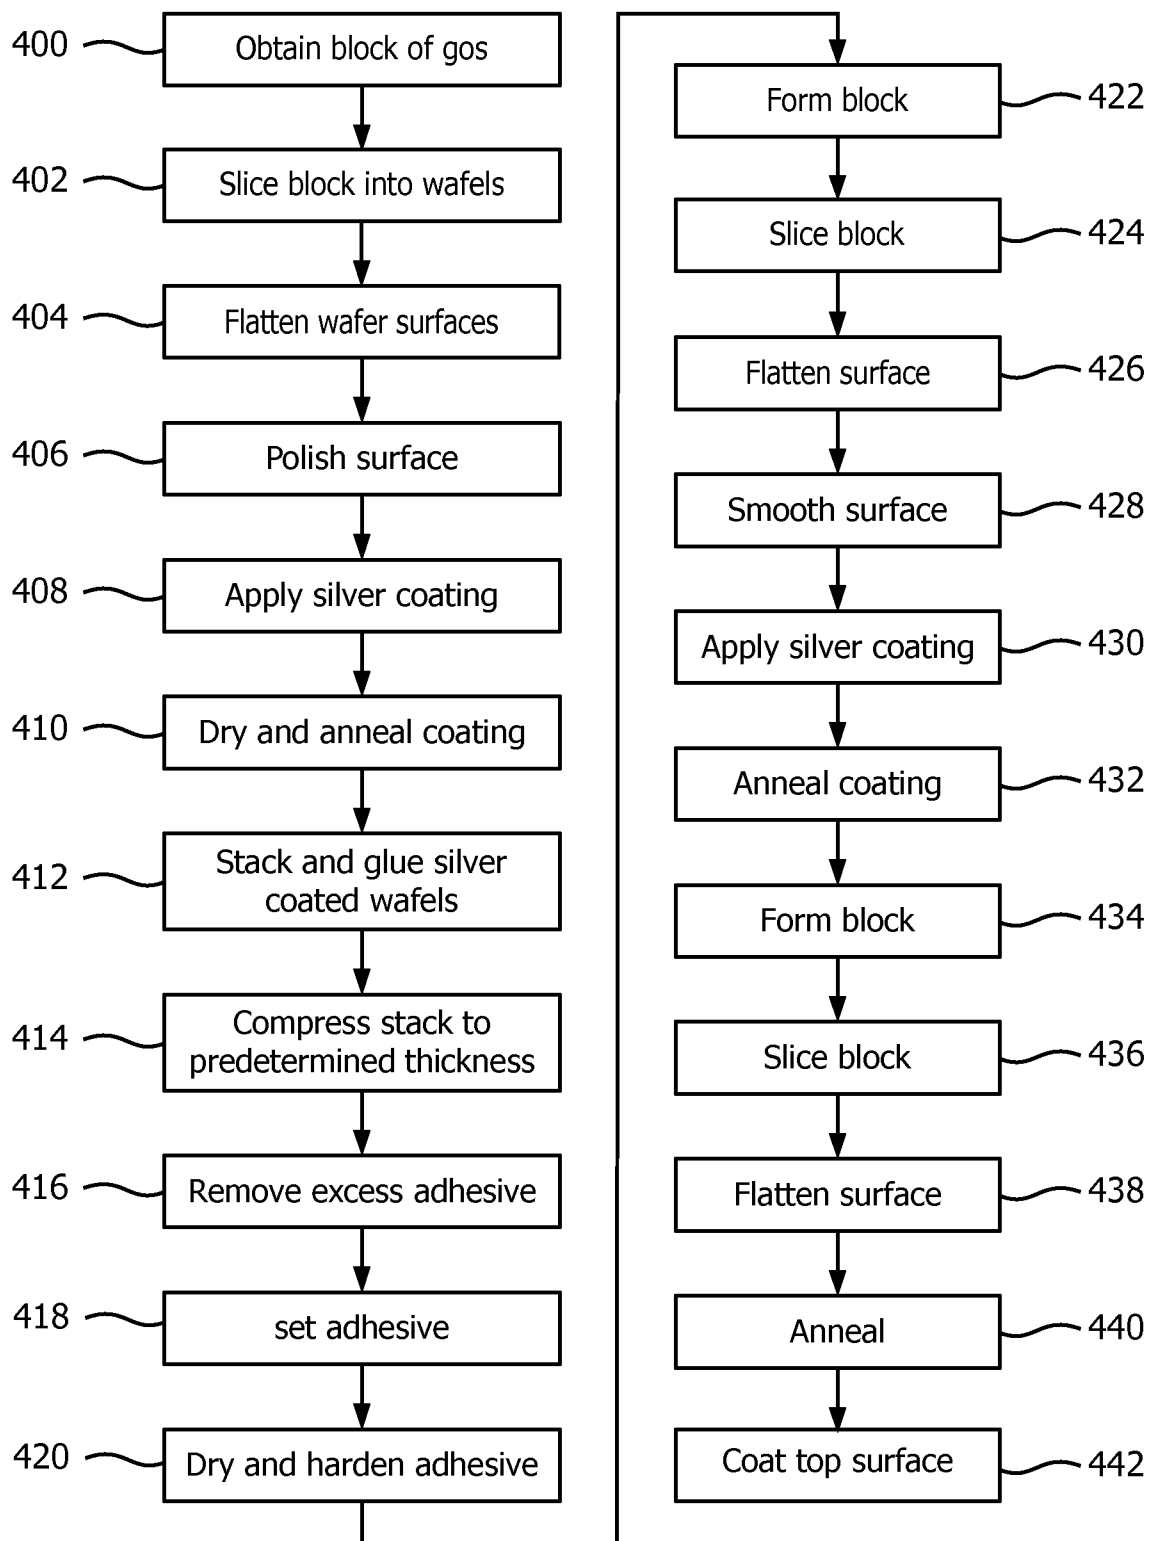 400
Obtain block of gos
402
Slice block into wafels
404
Flatten wafer surfaces
406
Polish surface
408
Apply silver coating
410
Dry and anneal coating
412
Stack and glue silver
coated wafels
414
Compress stack to
predetermined thickness
416
Remove excess adhesive
418
set adhesive
420
Dry and harden adhesive
Form block
422
Slice block
424
Flatten surface
426
Smooth surface
428
Apply silver coating
430
Anneal coating
432
Form block
434
Slice block
436
Flatten surface
438
Anneal
440
Coat top surface
442